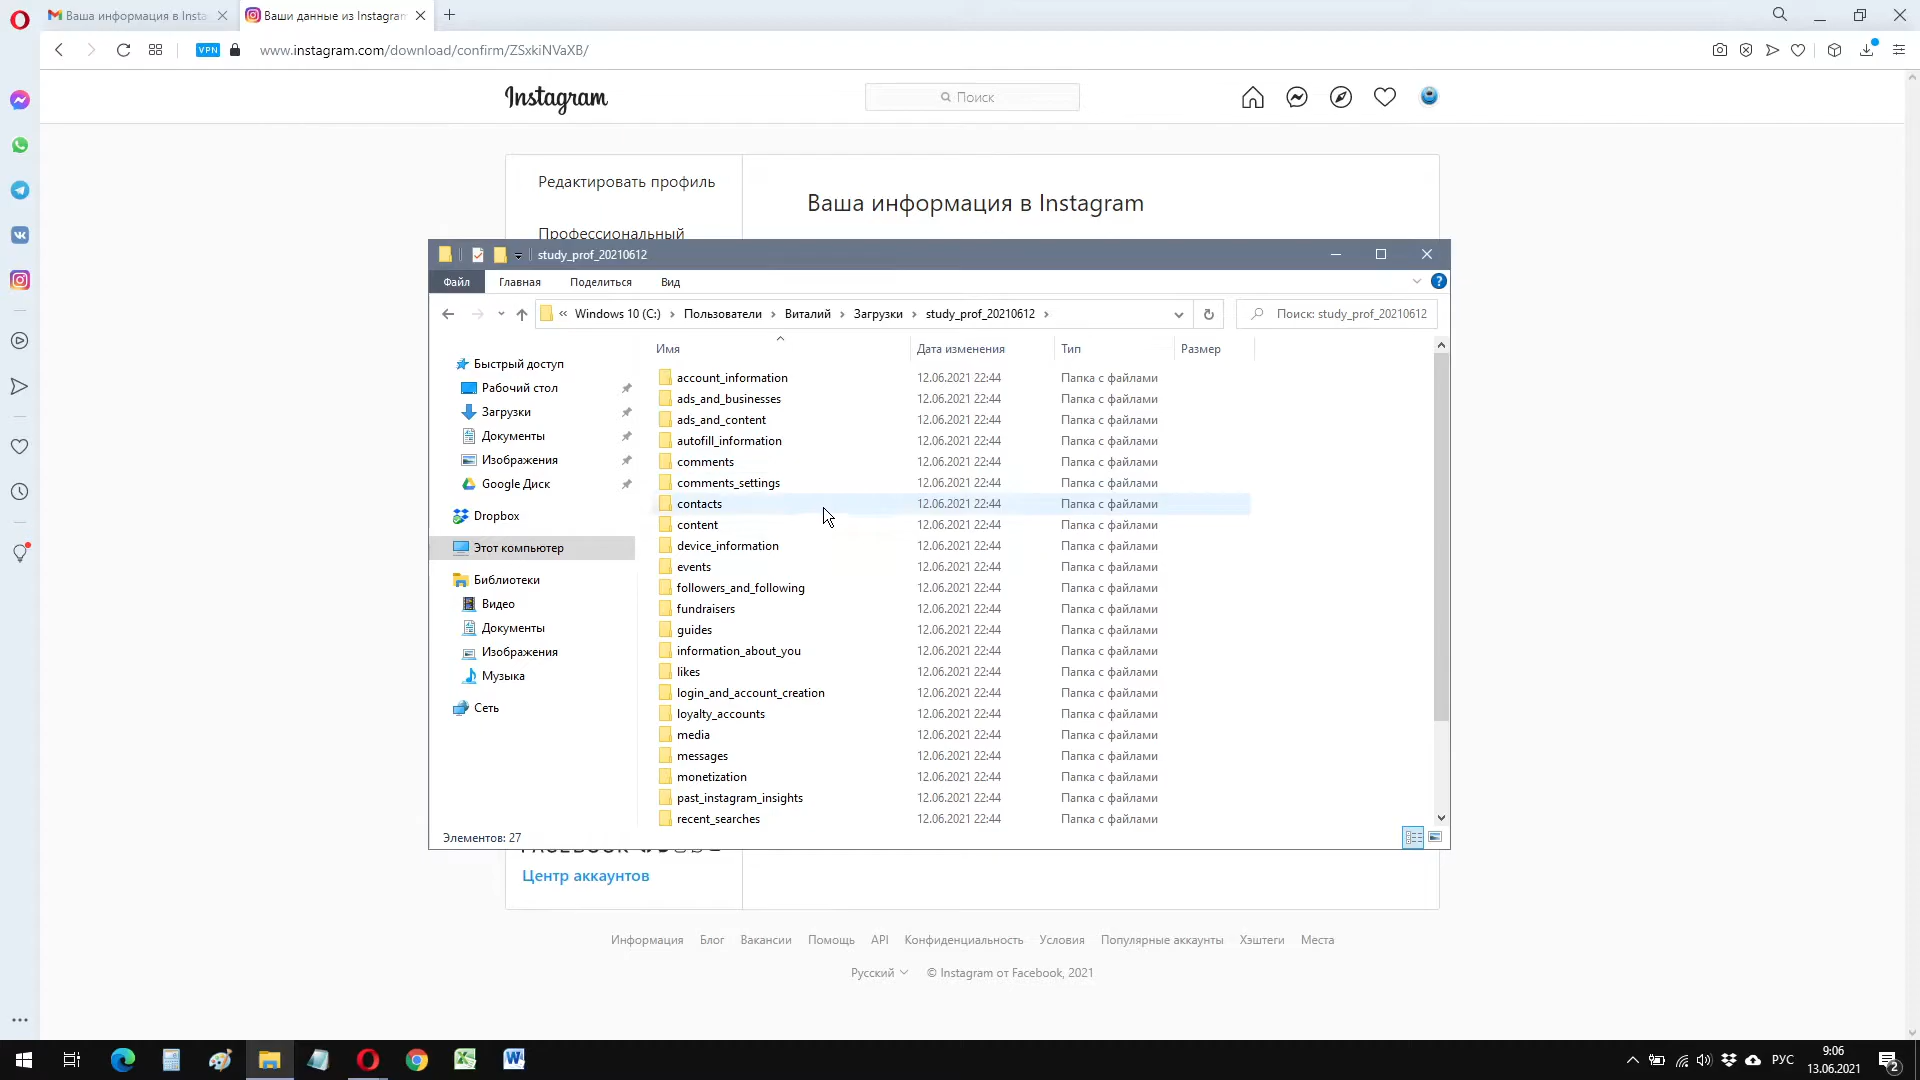 Ваша информация в Insta
Ваши данные из Instagram
VPN
www.instagram.com/download/confirm/ZSxkiNVaXB/
Instagram
Поиск
Редактировать профиль
Ваша информация в Instagram
Профессиональный
study_prof_20210612
Файл
Главная
Поделиться
Вид
« Windows 10 (C:) › Пользователи › Виталий › Загрузки › study_prof_20210612 ›
Поиск: study_prof_20210612
Имя
Дата изменения
Тип
Размер
Быстрый доступ
Рабочий стол
Загрузки
Документы
Изображения
Google Диск
Dropbox
Этот компьютер
Библиотеки
Видео
Документы
Изображения
Музыка
Сеть
account_information 12.06.2021 22:44 Папка с файлами
ads_and_businesses 12.06.2021 22:44 Папка с файлами
ads_and_content 12.06.2021 22:44 Папка с файлами
autofill_information 12.06.2021 22:44 Папка с файлами
comments 12.06.2021 22:44 Папка с файлами
comments_settings 12.06.2021 22:44 Папка с файлами
contacts 12.06.2021 22:44 Папка с файлами
content 12.06.2021 22:44 Папка с файлами
device_information 12.06.2021 22:44 Папка с файлами
events 12.06.2021 22:44 Папка с файлами
followers_and_following 12.06.2021 22:44 Папка с файлами
fundraisers 12.06.2021 22:44 Папка с файлами
guides 12.06.2021 22:44 Папка с файлами
information_about_you 12.06.2021 22:44 Папка с файлами
likes 12.06.2021 22:44 Папка с файлами
login_and_account_creation 12.06.2021 22:44 Папка с файлами
loyalty_accounts 12.06.2021 22:44 Папка с файлами
media 12.06.2021 22:44 Папка с файлами
messages 12.06.2021 22:44 Папка с файлами
monetization 12.06.2021 22:44 Папка с файлами
past_instagram_insights 12.06.2021 22:44 Папка с файлами
recent_searches 12.06.2021 22:44 Папка с файлами
Элементов: 27
Центр аккаунтов
Информация Блог Вакансии Помощь API Конфиденциальность Условия Популярные аккаунты Хэштеги Места
Русский © Instagram от Facebook, 2021
РУС
9:06
13.06.2021
2